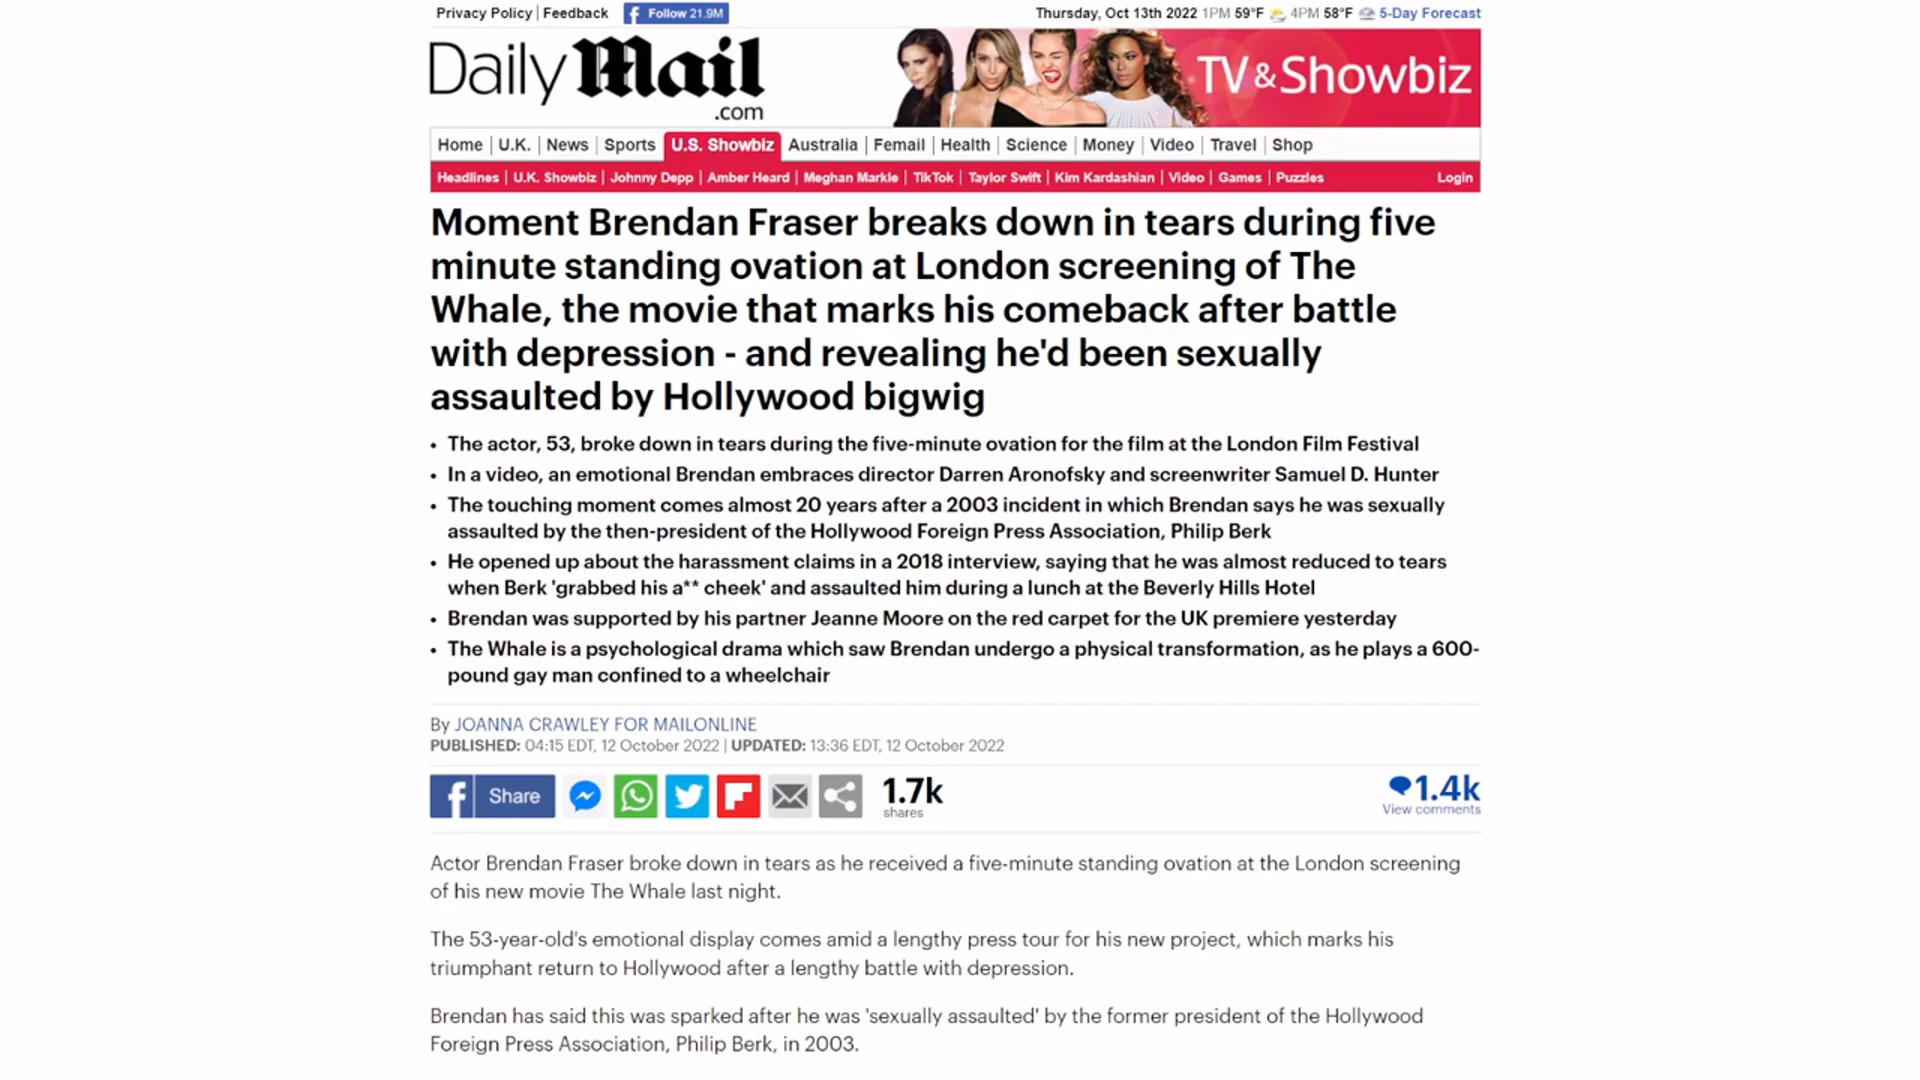 Privacy Policy | Feedback Follow 21.9M
Thursday, Oct 13th 2022 1PM 59°F 4PM 58°F 5-Day Forecast
Daily Mail
.com
TV & Showbiz
Home | U.K. | News | Sports U.S. Showbiz Australia | Femail | Health | Science | Money | Video | Travel | Shop
Headlines | U.K. Showbiz | Johnny Depp | Amber Heard | Meghan Markle | TikTok | Taylor Swift | Kim Kardashian | Video | Games | Puzzles Login
Moment Brendan Fraser breaks down in tears during five
minute standing ovation at London screening of The
Whale, the movie that marks his comeback after battle
with depression - and revealing he'd been sexually
assaulted by Hollywood bigwig
• The actor, 53, broke down in tears during the five-minute ovation for the film at the London Film Festival
• In a video, an emotional Brendan embraces director Darren Aronofsky and screenwriter Samuel D. Hunter
• The touching moment comes almost 20 years after a 2003 incident in which Brendan says he was sexually
assaulted by the then-president of the Hollywood Foreign Press Association, Philip Berk
• He opened up about the harassment claims in a 2018 interview, saying that he was almost reduced to tears
when Berk 'grabbed his a** cheek' and assaulted him during a lunch at the Beverly Hills Hotel
• Brendan was supported by his partner Jeanne Moore on the red carpet for the UK premiere yesterday
• The Whale is a psychological drama which saw Brendan undergo a physical transformation, as he plays a 600-
pound gay man confined to a wheelchair
By JOANNA CRAWLEY FOR MAILONLINE
PUBLISHED: 04:15 EDT, 12 October 2022 | UPDATED: 13:36 EDT, 12 October 2022
Share
1.7k
shares
1.4k
View comments
Actor Brendan Fraser broke down in tears as he received a five-minute standing ovation at the London screening
of his new movie The Whale last night.
The 53-year-old's emotional display comes amid a lengthy press tour for his new project, which marks his
triumphant return to Hollywood after a lengthy battle with depression.
Brendan has said this was sparked after he was 'sexually assaulted' by the former president of the Hollywood
Foreign Press Association, Philip Berk, in 2003.